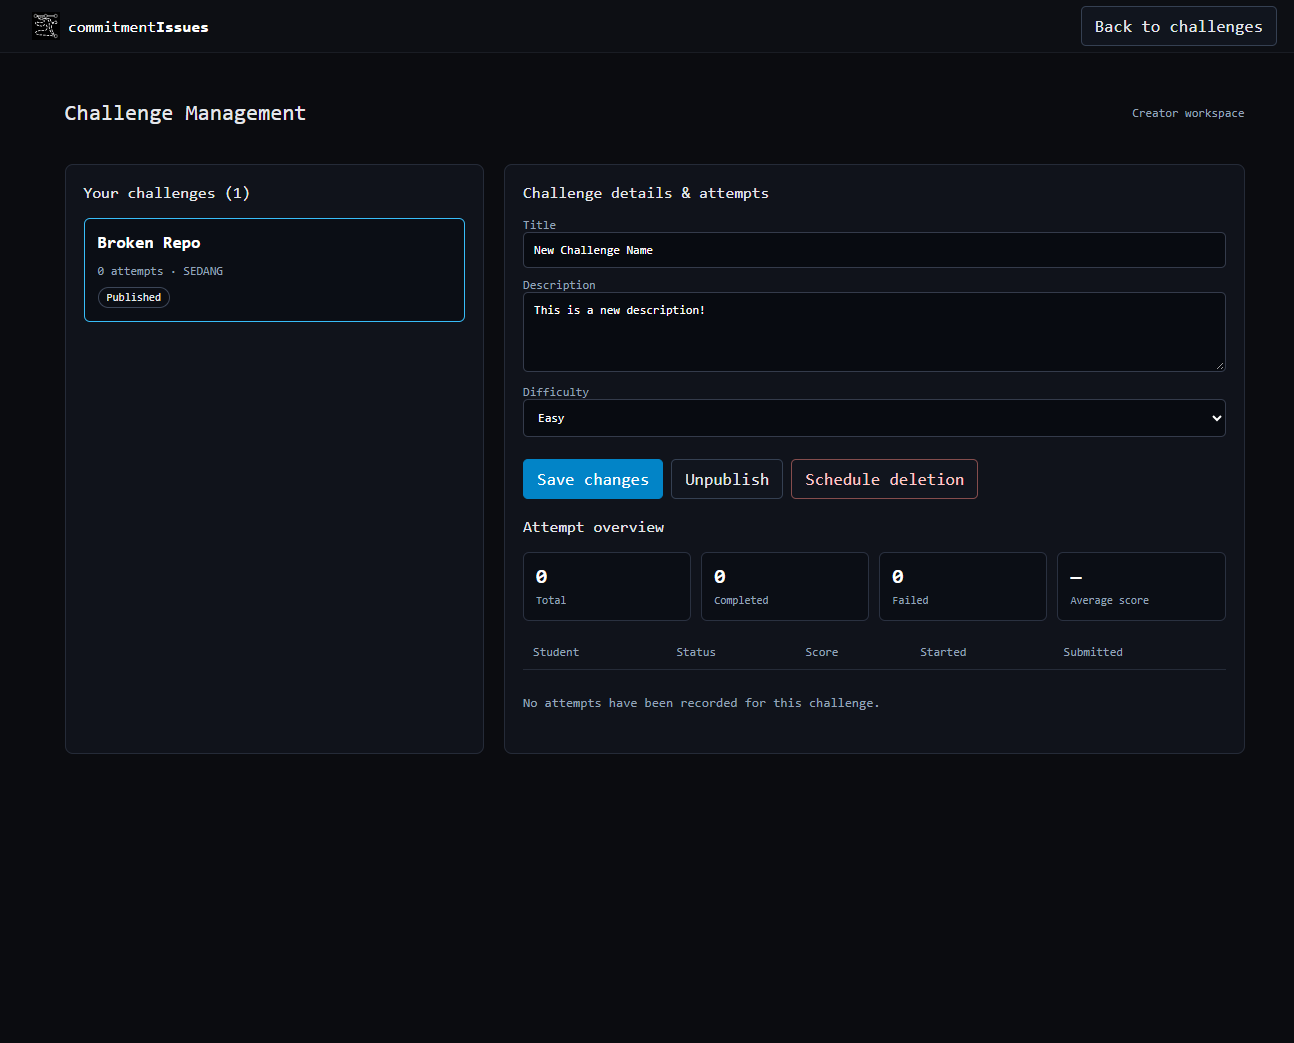 commitmentIssues
Back to challenges
Challenge Management
Creator workspace
Your challenges (1)
Broken Repo
0 attempts · SEDANG
Published
Challenge details & attempts
Title
New Challenge Name
Description
This is a new description!
Difficulty
Easy
Save changes
Unpublish
Schedule deletion
Attempt overview
0
Total
0
Completed
0
Failed
—
Average score
Student Status Score Started Submitted
No attempts have been recorded for this challenge.